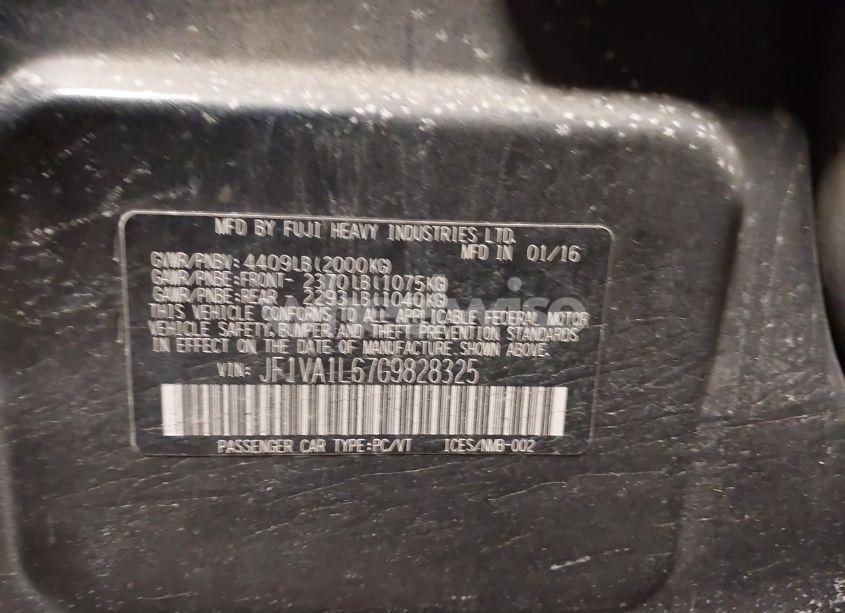 MFD BY FUJI HEAVY INDUSTRIES LTD.
MFD IN 01/16
GVWR/PNBV: 4409LB(2000KG)
GAWR/PNBE:FRONT- 2370LB(1075KG)
GAWR/PNBE:REAR 2293LB(1040KG)
THIS VEHICLE CONFORMS TO ALL APPLICABLE FEDERAL MOTOR
VEHICLE SAFETY,BUMPER,AND THEFT PREVENTION STANDARDS
IN EFFECT ON THE DATE OF MANUFACTURE SHOWN ABOVE.
VIN: JF1VA1L67G9828325
PASSENGER CAR TYPE:PC/VT ICES/NMB-002